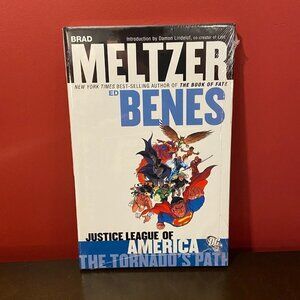 BRAD
Introduction by Damon Lindelof, co-creator of Lost
MELTZER
NEW YORK TIMES BEST-SELLING AUTHOR OF THE BOOK OF FATE
ED
BENES
JUSTICE LEAGUE OF
AMERICA
DC
THE TORNADO'S PATH